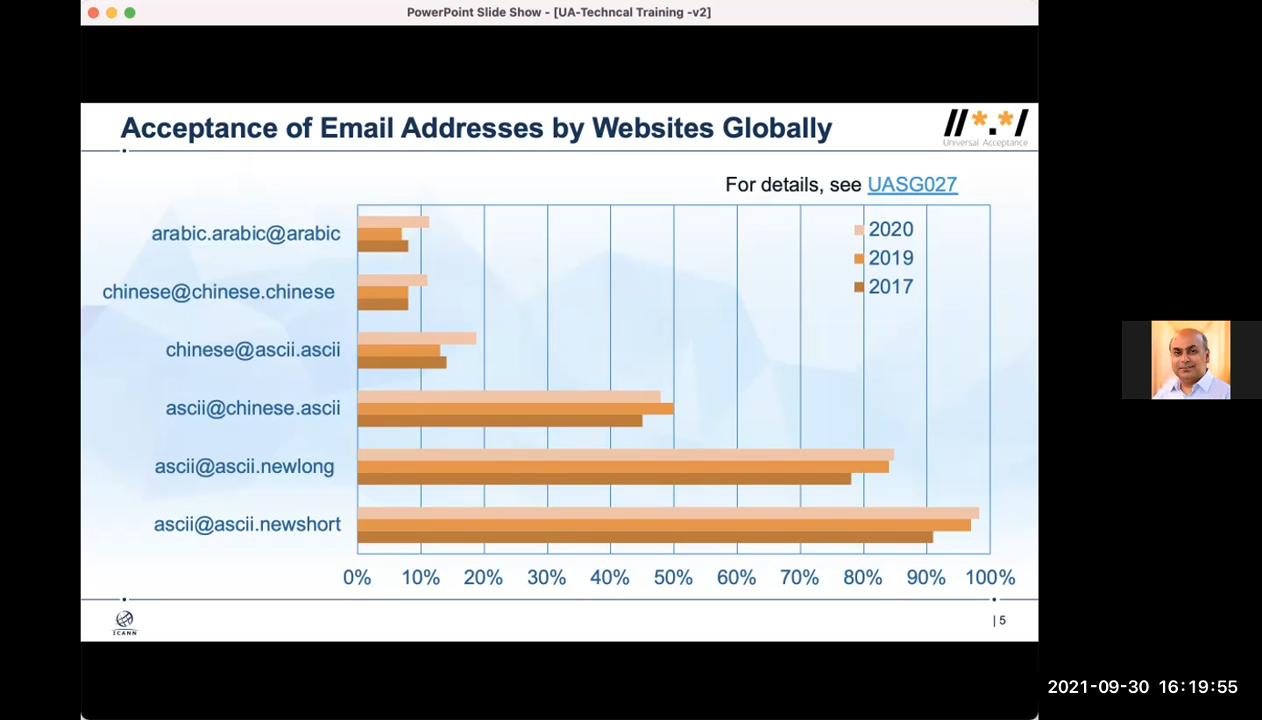 PowerPoint Slide Show - [UA-Techncal Training -v2]
Acceptance of Email Addresses by Websites Globally
//*.*/
Universal Acceptance
For details, see UASG027
arabic.arabic@arabic
chinese@chinese.chinese
chinese@ascii.ascii
ascii@chinese.ascii
ascii@ascii.newlong
ascii@ascii.newshort
2020
2019
2017
0% 10% 20% 30% 40% 50% 60% 70% 80% 90% 100%
ICANN
| 5
2021-09-30 16:19:55